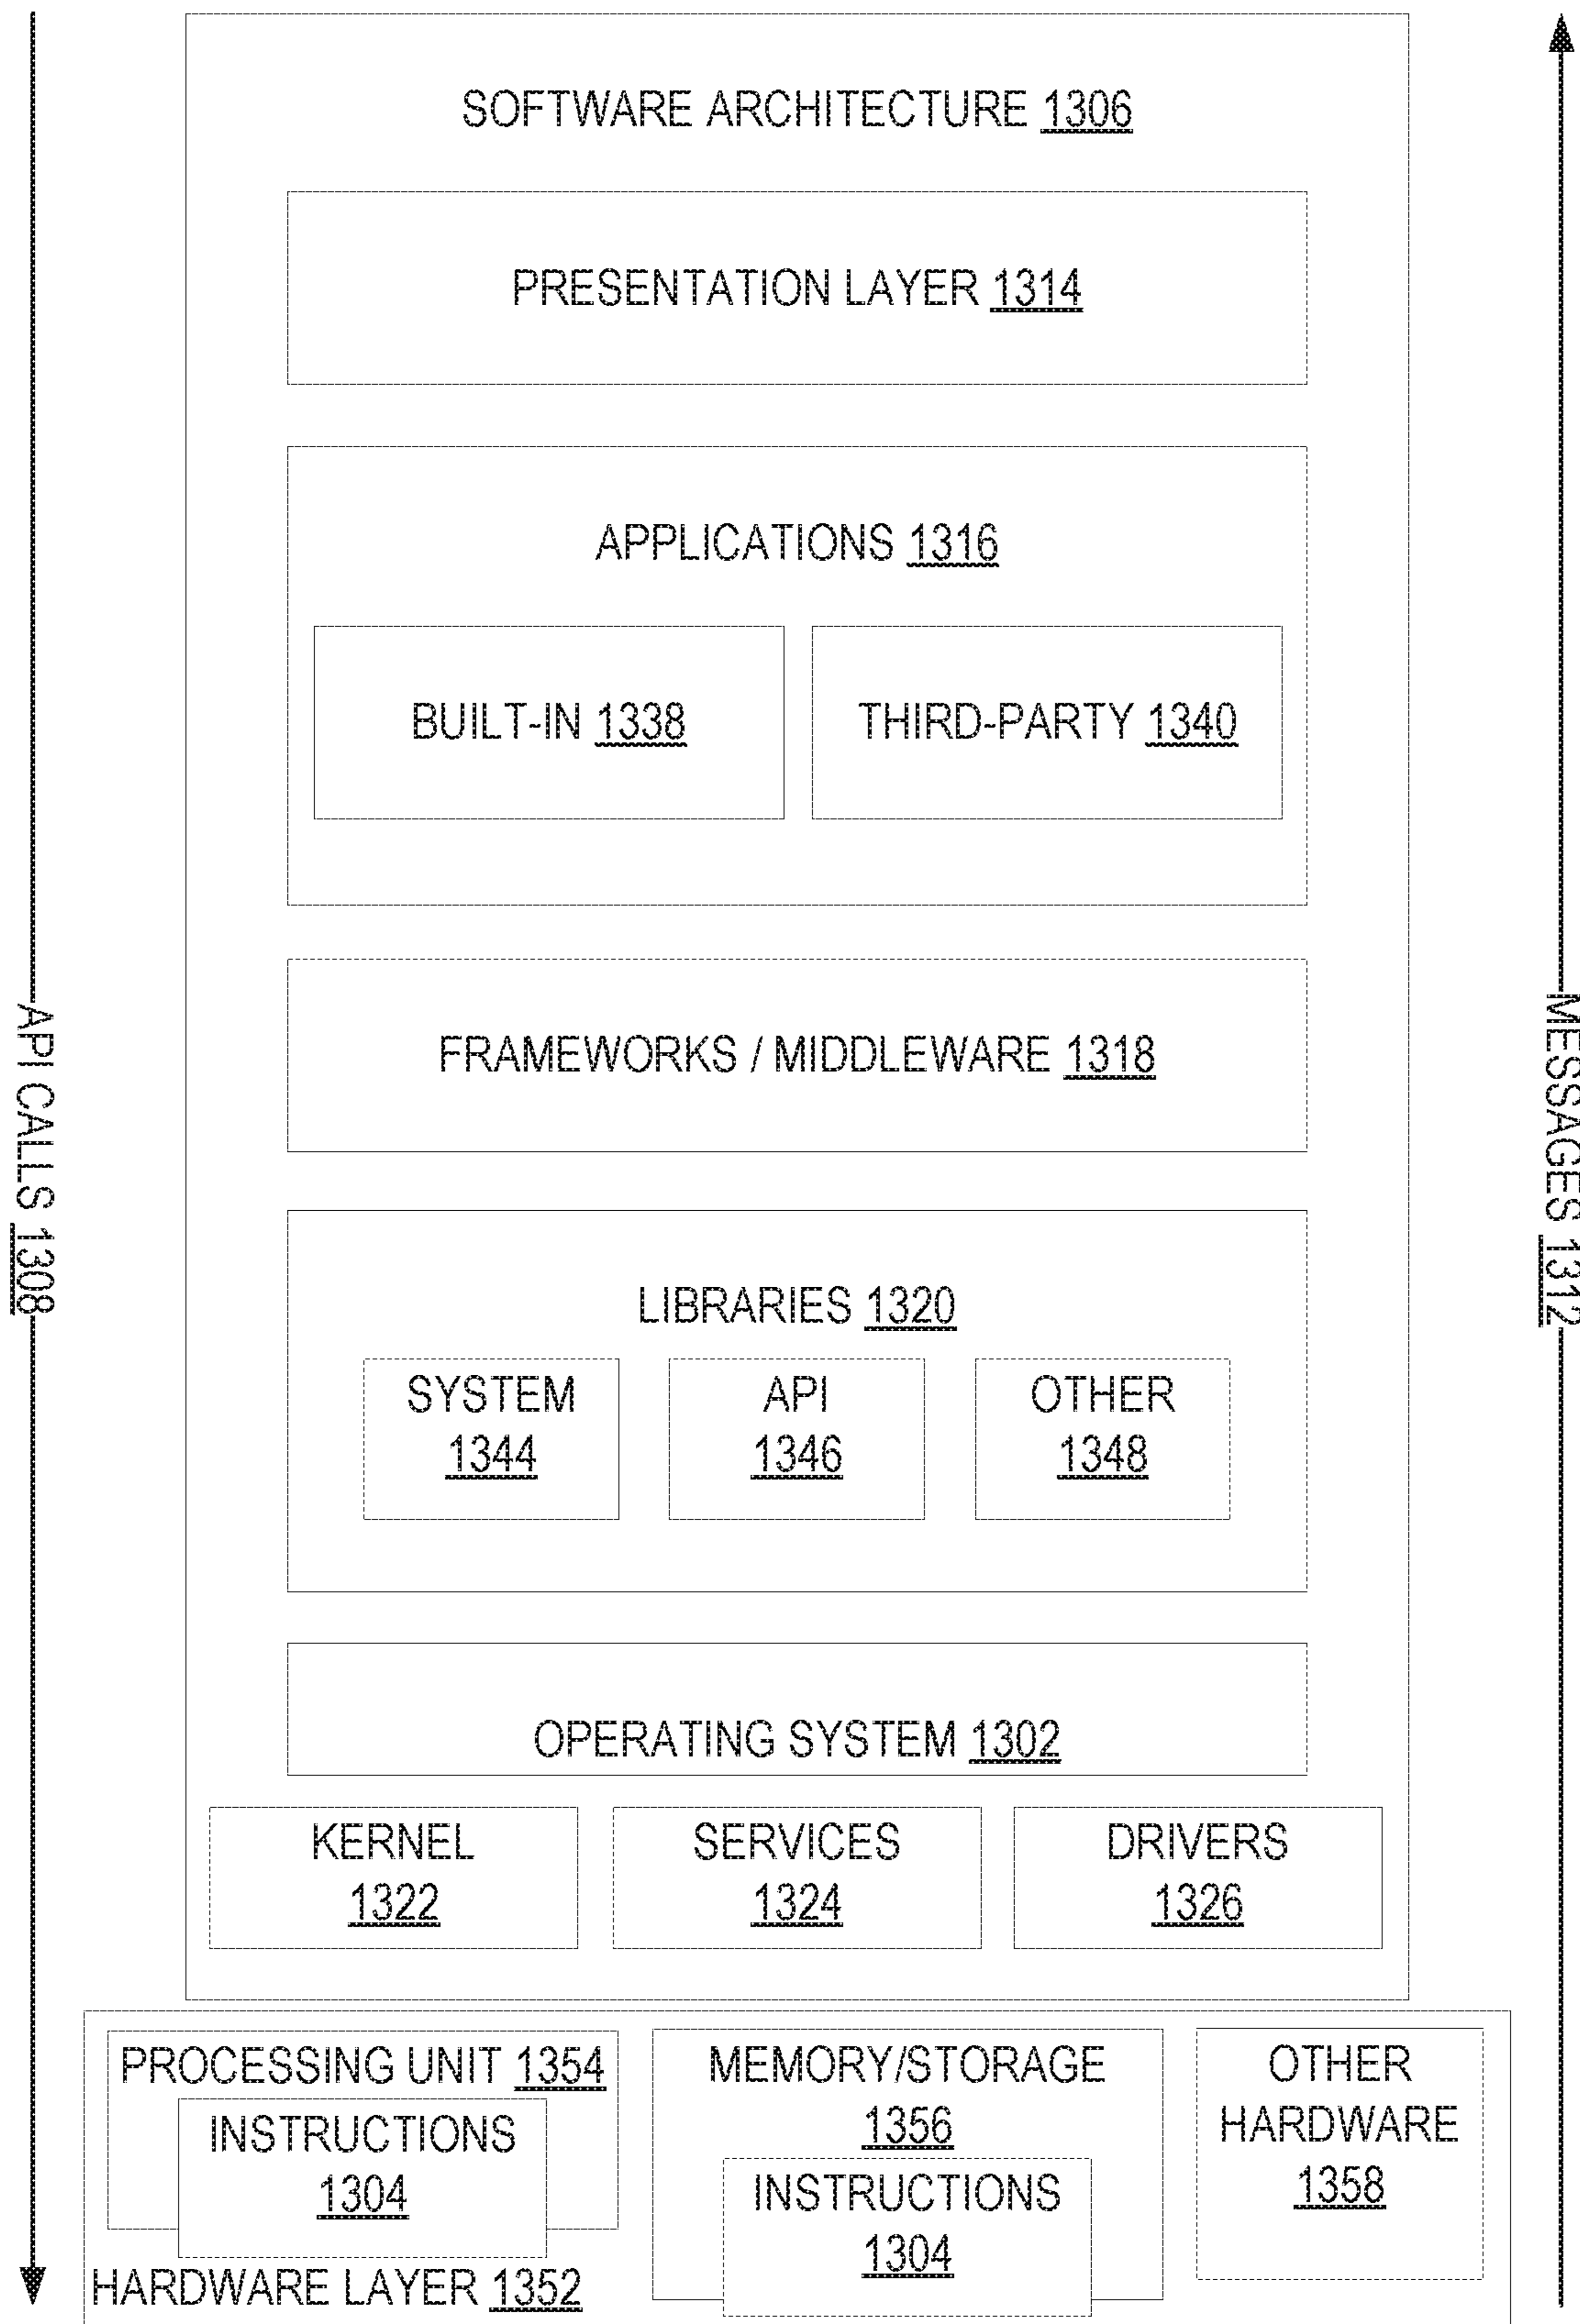 SOFTWARE ARCHITECTURE 1306
PRESENTATION LAYER 1314
APPLICATIONS 1316
BUILT-IN 1338
THIRD-PARTY 1340
FRAMEWORKS / MIDDLEWARE 1318
API CALLS 1308
MESSAGES 1312
LIBRARIES 1320
SYSTEM
1344
API
1346
OTHER
1348
OPERATING SYSTEM 1302
KERNEL
1322
SERVICES
1324
DRIVERS
1326
PROCESSING UNIT 1354
INSTRUCTIONS
1304
MEMORY/STORAGE
1356
INSTRUCTIONS
1304
OTHER
HARDWARE
1358
HARDWARE LAYER 1352